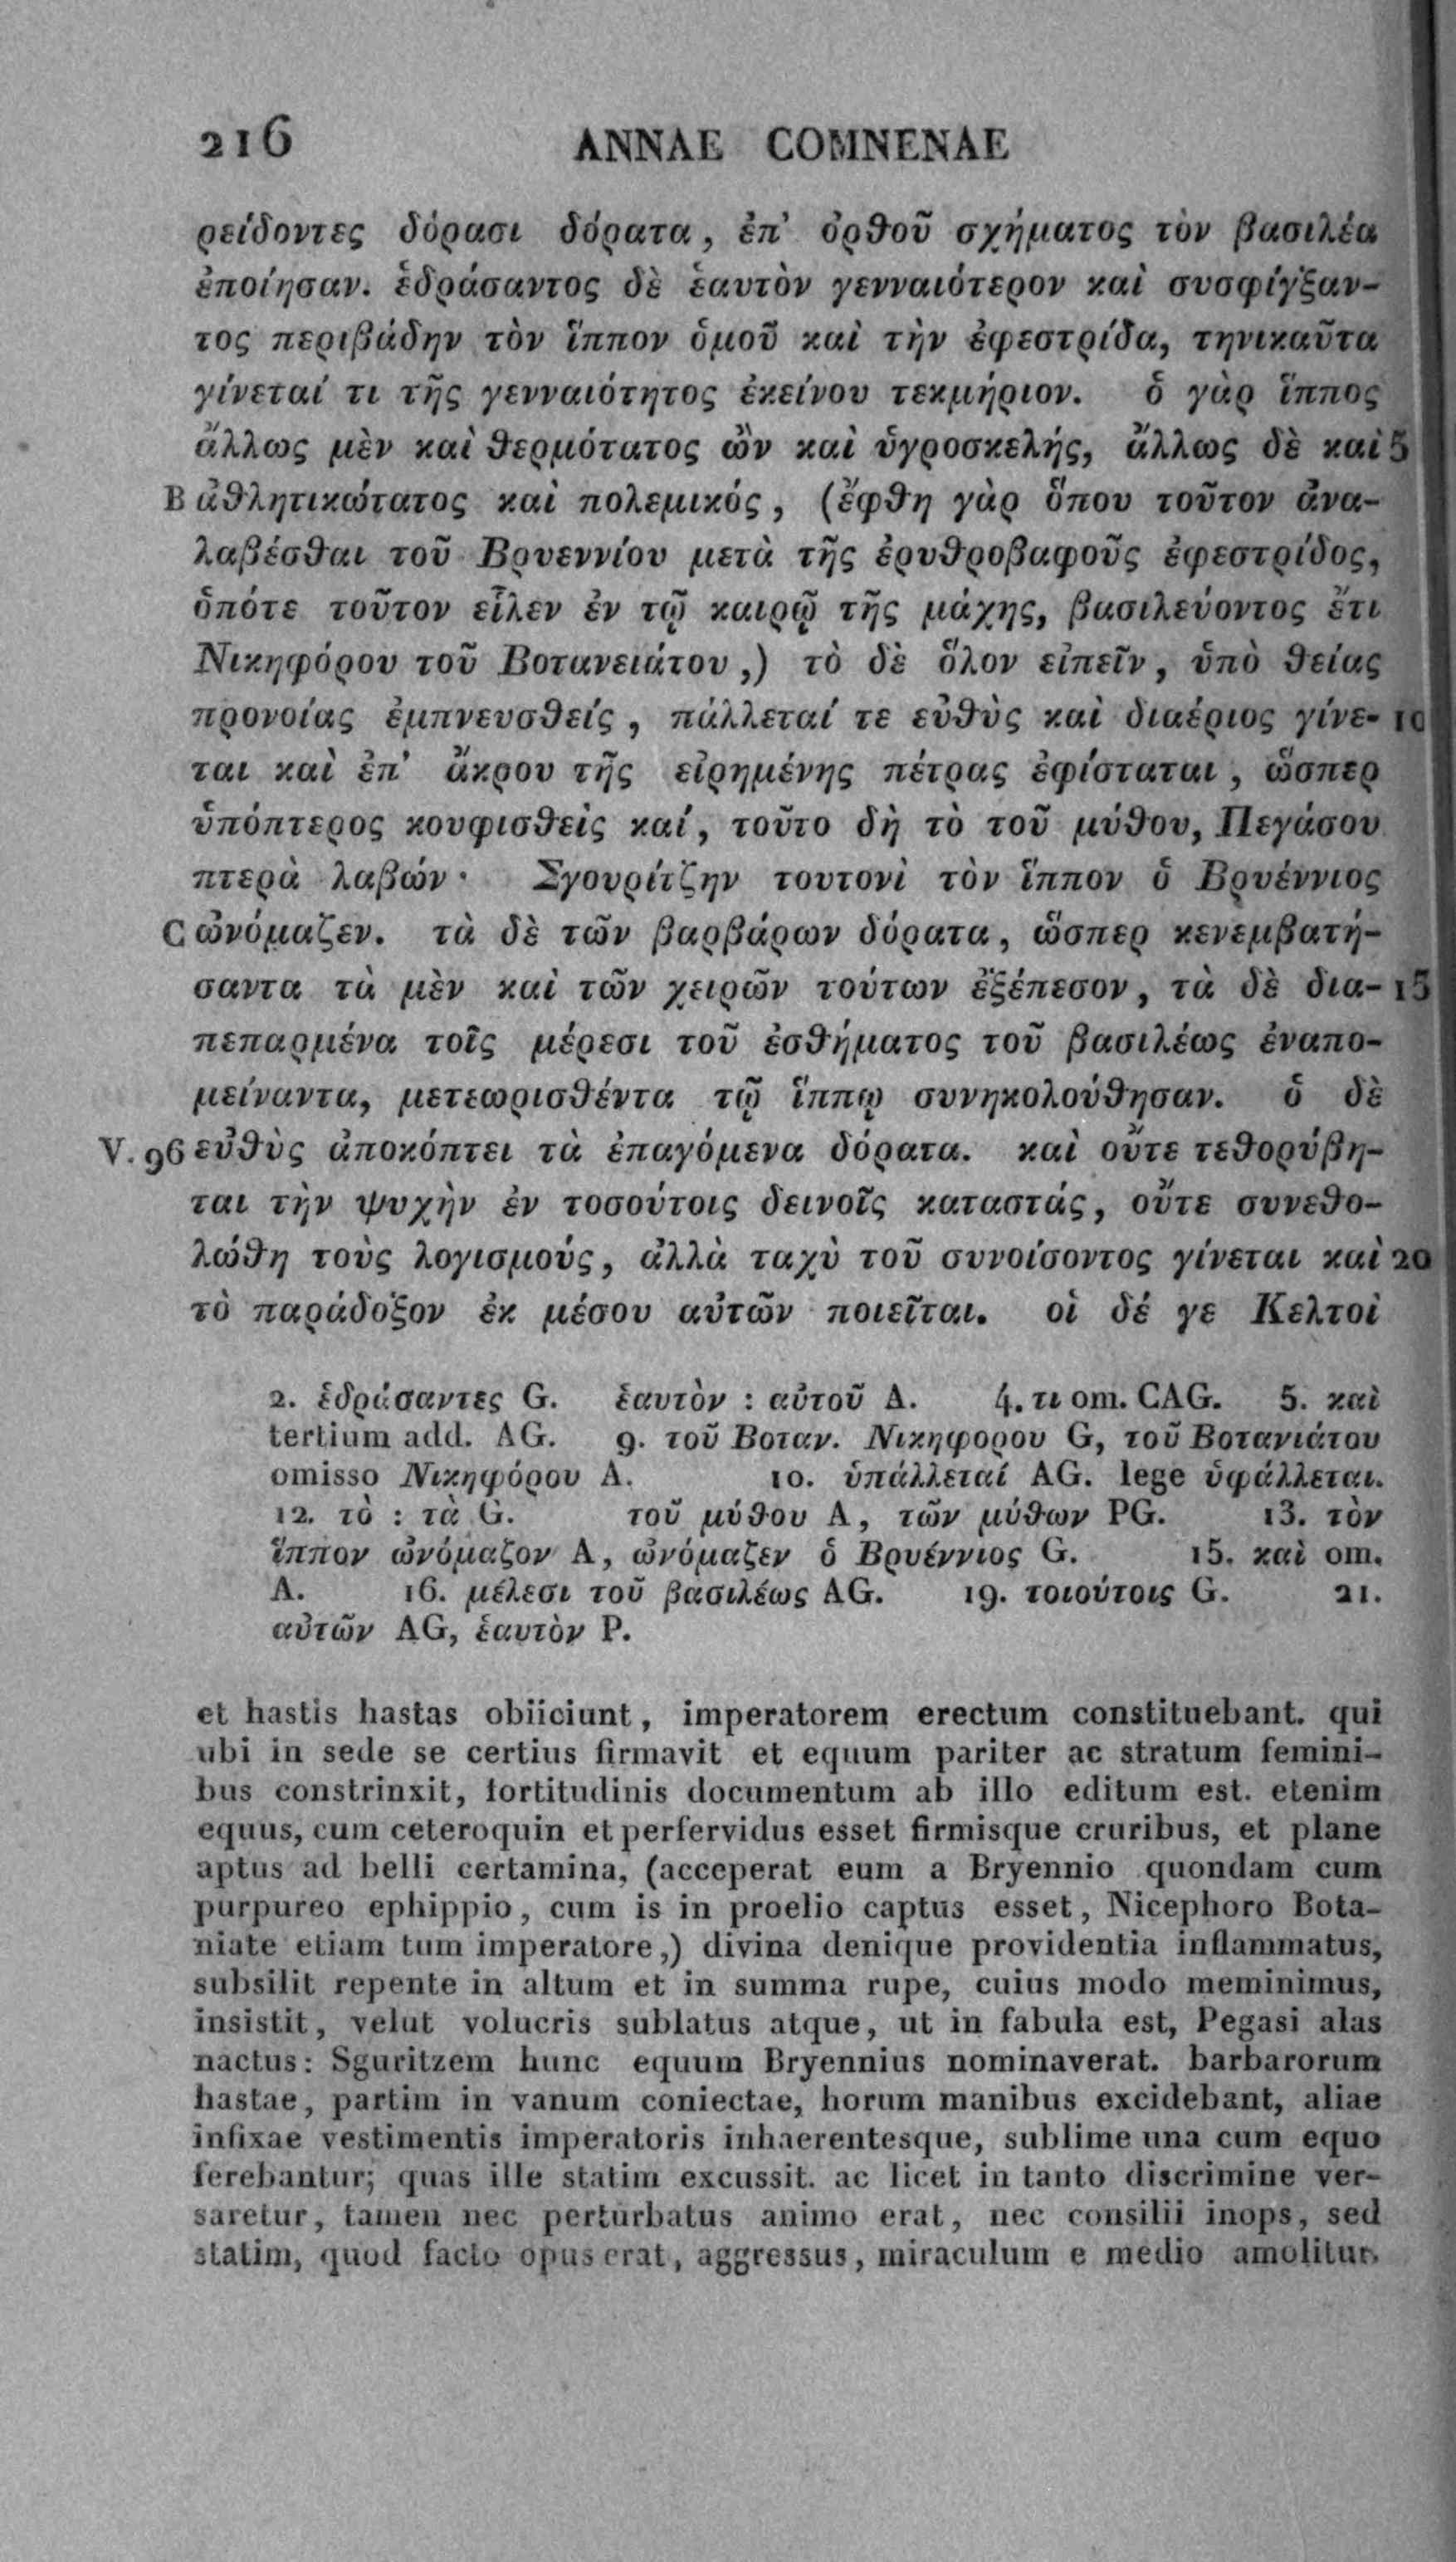 216 ANNAE COMNENAE
ρείδοντες δόρασι δόρατα, ἐπ’ ὀρθοῦ σχήματος τὸν βασιλέα
ἐποίησαν. ἑδράσαντος δὲ ἑαυτὸν γενναιότερον καὶ συσφίγξαν-
τος περιβάδην τὸν ἵππον ὁμοῦ καὶ τὴν ἐφεστρίδα, τηνικαῦτα
γίνεταί τι τῆς γενναιότητος ἐκείνου τεκμήριον. ὁ γὰρ ἵππος
ἄλλως μὲν καὶ θερμότατος ὢν καὶ ὑγροσκελής, ἄλλως δὲ καὶ 5
B ἀθλητικώτατος καὶ πολεμικός, (ἔφθη γὰρ ὅπου τοῦτον ἀνα-
λαβέσθαι τοῦ Βρυεννίου μετὰ τῆς ἐρυθροβαφοῦς ἐφεστρίδος,
ὁπότε τοῦτον εἷλεν ἐν τῷ καιρῷ τῆς μάχης, βασιλεύοντος ἔτι
Νικηφόρου τοῦ Βοτανειάτου,) τὸ δὲ ὅλον εἰπεῖν, ὑπὸ θείας
προνοίας ἐμπνευσθείς, πάλλεταί τε εὐθὺς καὶ διαέριος γίνε- 10
ται καὶ ἐπ’ ἄκρου τῆς εἰρημένης πέτρας ἐφίσταται, ὥσπερ
ὑπόπτερος κουφισθεὶς καί, τοῦτο δὴ τὸ τοῦ μύθου, Πεγάσου
πτερὰ λαβών· Σγουρίτζην τουτονὶ τὸν ἵππον ὁ Βρυέννιος
C ὠνόμαζεν. τὰ δὲ τῶν βαρβάρων δόρατα, ὥσπερ κενεμβατή-
σαντα τὰ μὲν καὶ τῶν χειρῶν τούτων ἐξέπεσον, τὰ δὲ δια- 15
πεπαρμένα τοῖς μέρεσι τοῦ ἐσθήματος τοῦ βασιλέως ἐναπο-
μείναντα, μετεωρισθέντα τῷ ἵππῳ συνηκολούθησαν. ὁ δὲ
V. 96 εὐθὺς ἀποκόπτει τὰ ἐπαγόμενα δόρατα. καὶ οὔτε τεθορύβη-
ται τὴν ψυχὴν ἐν τοσούτοις δεινοῖς καταστάς, οὔτε συνεθο-
λώθη τοὺς λογισμούς, ἀλλὰ ταχὺ τοῦ συνοίσοντος γίνεται καὶ 20
τὸ παράδοξον ἐκ μέσου αὐτῶν ποιεῖται. οἱ δέ γε Κελτοὶ
2. ἑδράσαντες G. ἑαυτὸν : αὑτοῦ A. 4. τι om. CAG. 5. καὶ
tertium add. AG. 9. τοῦ Βοταν. Νικηφορου G, τοῦ Βοτανιάτου
omisso Νικηφόρου A. 10. ὑπάλλεταί AG. lege ὑφάλλεται.
12. τὸ : τὰ G. τοῦ μύθου A, τῶν μύθων PG. 13. τὸν
ἵππον ὠνόμαζον A, ὠνόμαζεν ὁ Βρυέννιος G. 15. καὶ om.
A. 16. μέλεσι τοῦ βασιλέως AG. 19. τοιούτοις G. 21.
αὐτῶν AG, ἑαυτὸν P.
et hastis hastas obiiciunt, imperatorem erectum constituebant. qui
ubi in sede se certius firmavit et equum pariter ac stratum femini-
bus constrinxit, fortitudinis documentum ab illo editum est. etenim
equus, cum ceteroquin et perfervidus esset firmisque cruribus, et plane
aptus ad belli certamina, (acceperat eum a Bryennio quondam cum
purpureo ephippio, cum is in proelio captus esset, Nicephoro Bota-
niate etiam tum imperatore,) divina denique providentia inflammatus,
subsilit repente in altum et in summa rupe, cuius modo meminimus,
insistit, velut volucris sublatus atque, ut in fabula est, Pegasi alas
nactus: Sguritzem hunc equum Bryennius nominaverat. barbarorum
hastae, partim in vanum coniectae, horum manibus excidebant, aliae
infixae vestimentis imperatoris inhaerentesque, sublime una cum equo
ferebantur; quas ille statim excussit. ac licet in tanto discrimine ver-
saretur, tamen nec perturbatus animo erat, nec consilii inops, sed
statim, quod facto opus erat, aggressus, miraculum e medio amolitur.